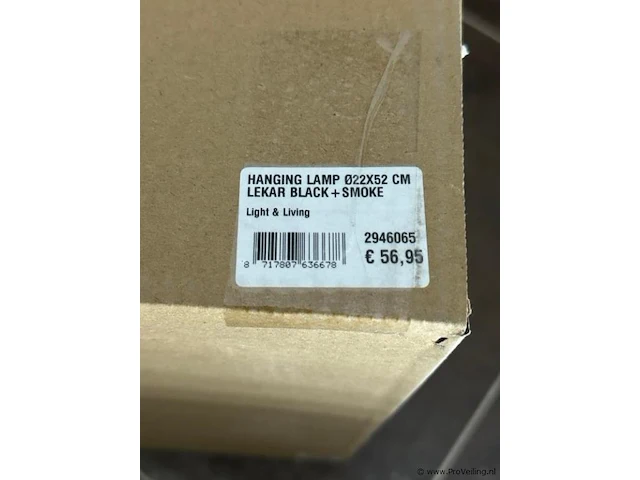 HANGING LAMP Ø22X52 CM
LEKAR BLACK+SMOKE
Light & Living
2946065
8 717807 636678
€ 56,95
© www.ProVeiling.nl